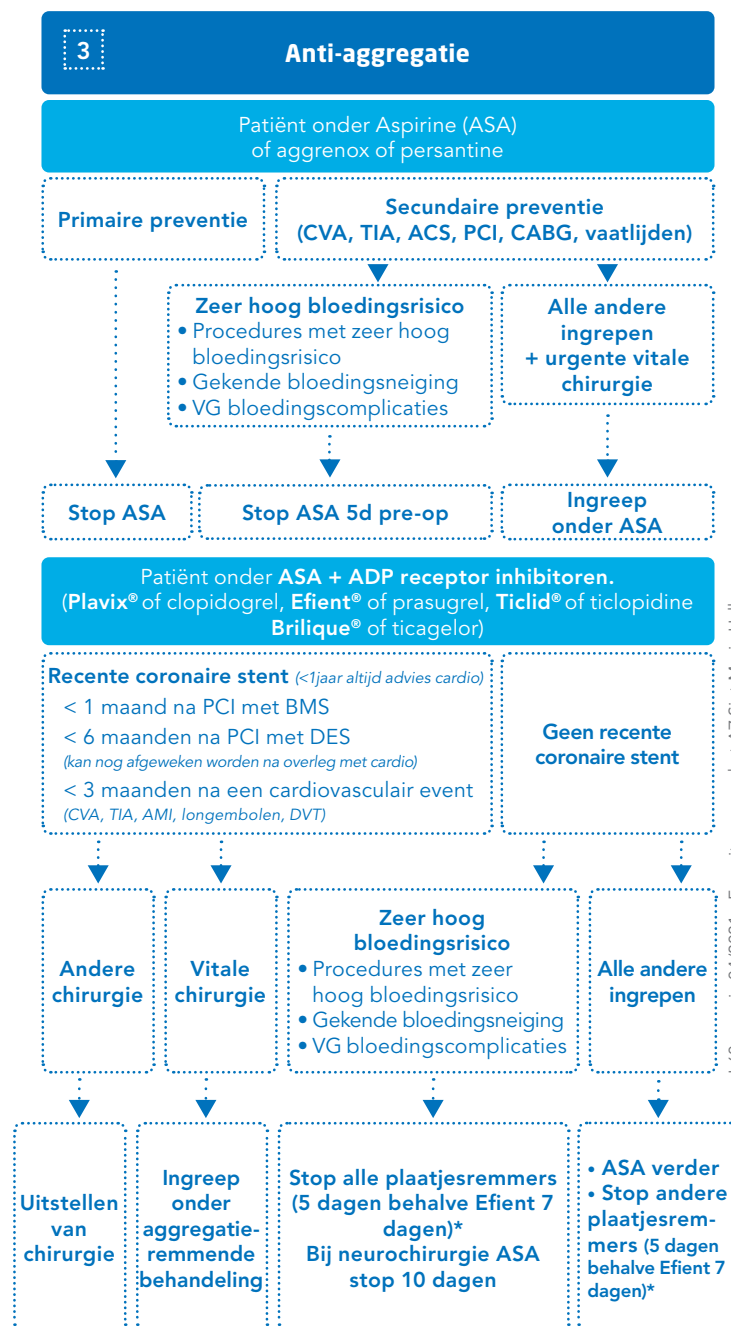 3
Anti-aggregatie
Patiënt onder Aspirine (ASA)
of aggrenox of persantine
Primaire preventie
Secundaire preventie
(CVA, TIA, ACS, PCI, CABG, vaatlijden)
Zeer hoog bloedingsrisico
• Procedures met zeer hoog
bloedingsrisico
• Gekende bloedingsneiging
• VG bloedingscomplicaties
Alle andere
ingrepen
+ urgente vitale
chirurgie
Stop ASA
Stop ASA 5d pre-op
Ingreep
onder ASA
Patiënt onder ASA + ADP receptor inhibitoren.
(Plavix® of clopidogrel, Efient® of prasugrel, Ticlid® of ticlopidine
Brilique® of ticagelor)
Recente coronaire stent (<1jaar altijd advies cardio)
< 1 maand na PCI met BMS
< 6 maanden na PCI met DES
(kan nog afgeweken worden na overleg met cardio)
< 3 maanden na een cardiovasculair event
(CVA, TIA, AMI, longembolen, DVT)
Geen recente
coronaire stent
Andere
chirurgie
Vitale
chirurgie
Zeer hoog
bloedingsrisico
• Procedures met zeer
hoog bloedingsrisico
• Gekende bloedingsneiging
• VG bloedingscomplicaties
Alle andere
ingrepen
Uitstellen
van
chirurgie
Ingreep
onder
aggregatie-
remmende
behandeling
Stop alle plaatjesremmers
(5 dagen behalve Efient 7
dagen)*
Bij neurochirurgie ASA
stop 10 dagen
• ASA verder
• Stop andere
plaatjesrem-
mers (5 dagen
behalve Efient 7
dagen)*